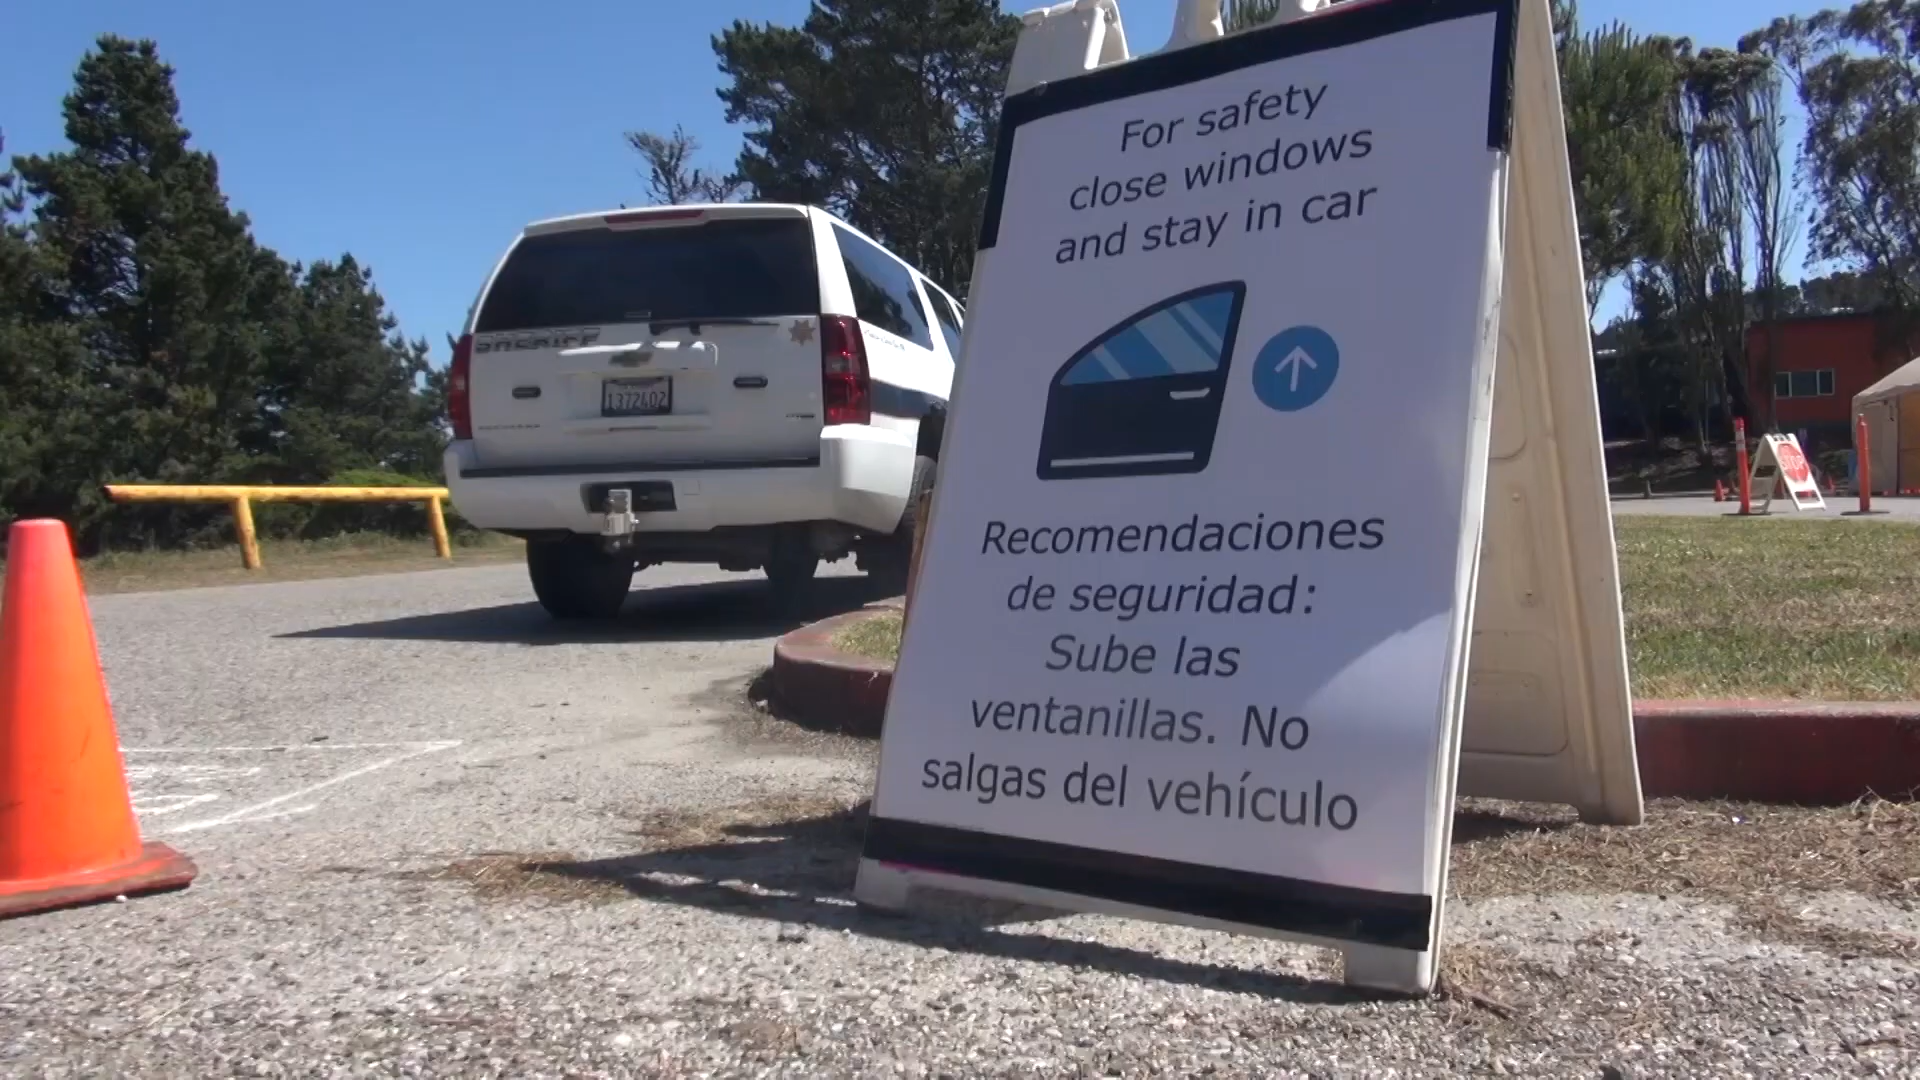 For safety
close windows
and stay in car
Recomendaciones
de seguridad:
Sube las
ventanillas. No
salgas del vehículo
SHERIFF
1372402
STOP